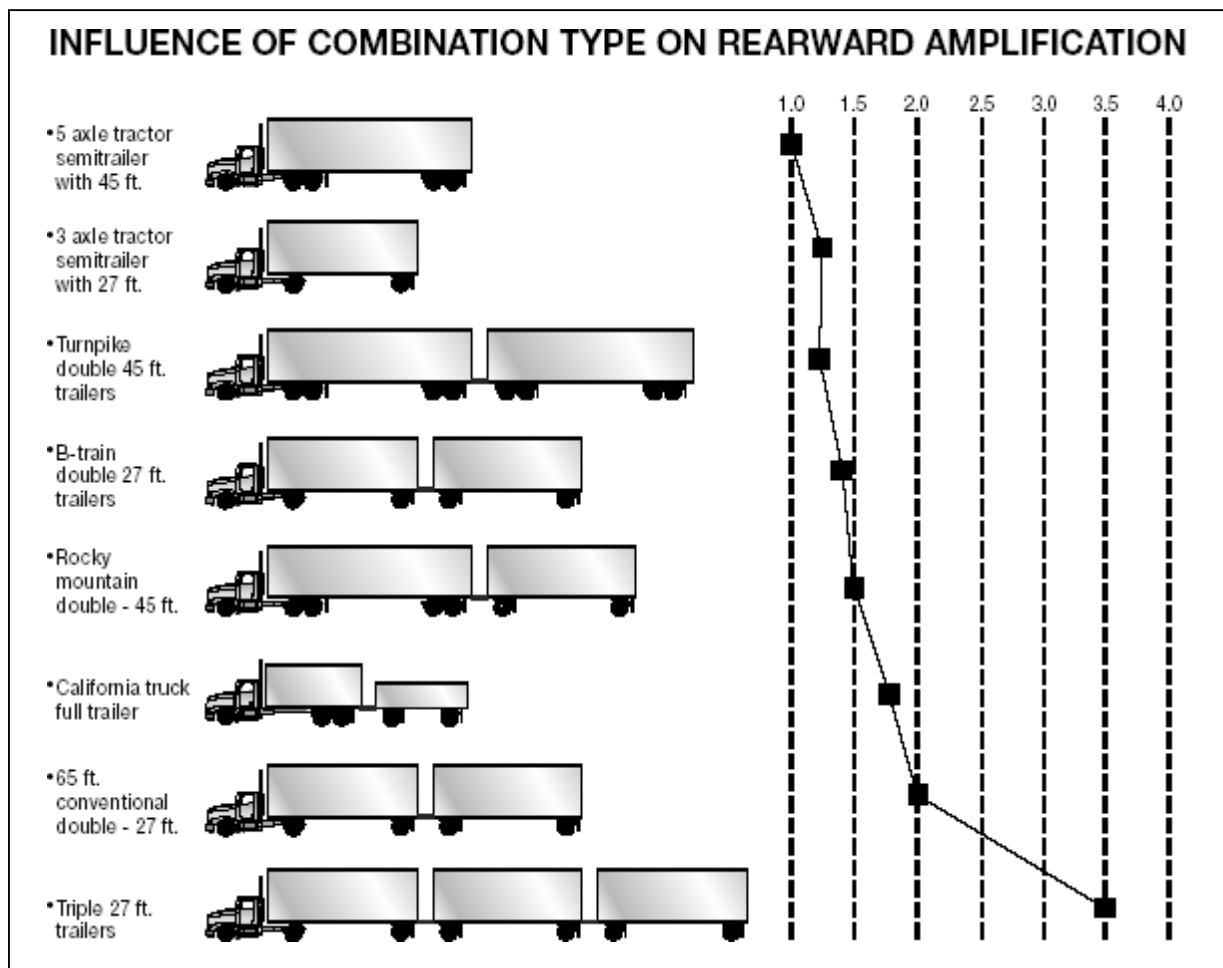 INFLUENCE OF COMBINATION TYPE ON REARWARD AMPLIFICATION
1.0 1.5 2.0 2.5 3.0 3.5 4.0
•5 axle tractor
semitrailer
with 45 ft.
•3 axle tractor
semitrailer
with 27 ft.
•Turnpike
double 45 ft.
trailers
•B-train
double 27 ft.
trailers
•Rocky
mountain
double - 45 ft.
•California truck
full trailer
•65 ft.
conventional
double - 27 ft.
•Triple 27 ft.
trailers